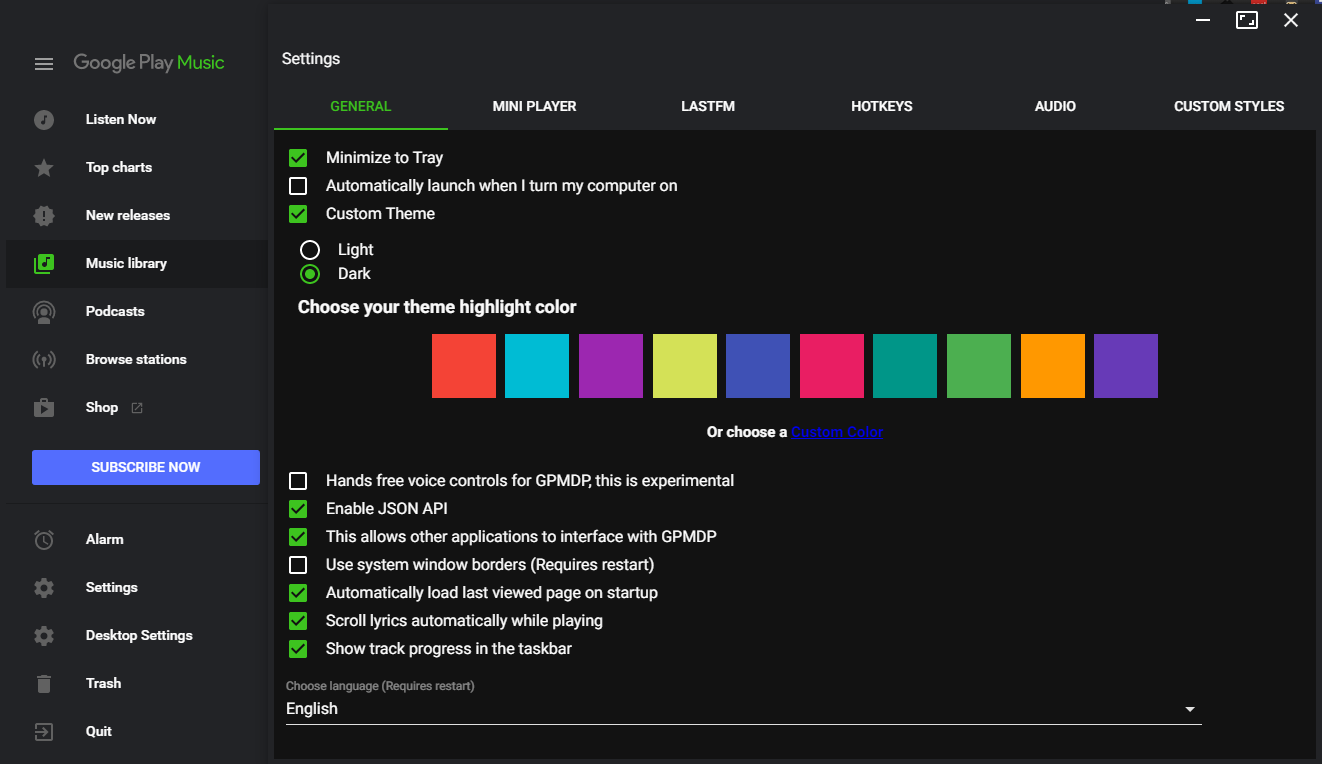 Google Play Music
Listen Now
Top charts
New releases
Music library
Podcasts
Browse stations
Shop
SUBSCRIBE NOW
Alarm
Settings
Desktop Settings
Trash
Quit
Settings
GENERAL MINI PLAYER LASTFM HOTKEYS AUDIO CUSTOM STYLES
Minimize to Tray
Automatically launch when I turn my computer on
Custom Theme
Light
Dark
Choose your theme highlight color
Or choose a Custom Color
Hands free voice controls for GPMDP, this is experimental
Enable JSON API
This allows other applications to interface with GPMDP
Use system window borders (Requires restart)
Automatically load last viewed page on startup
Scroll lyrics automatically while playing
Show track progress in the taskbar
Choose language (Requires restart)
English